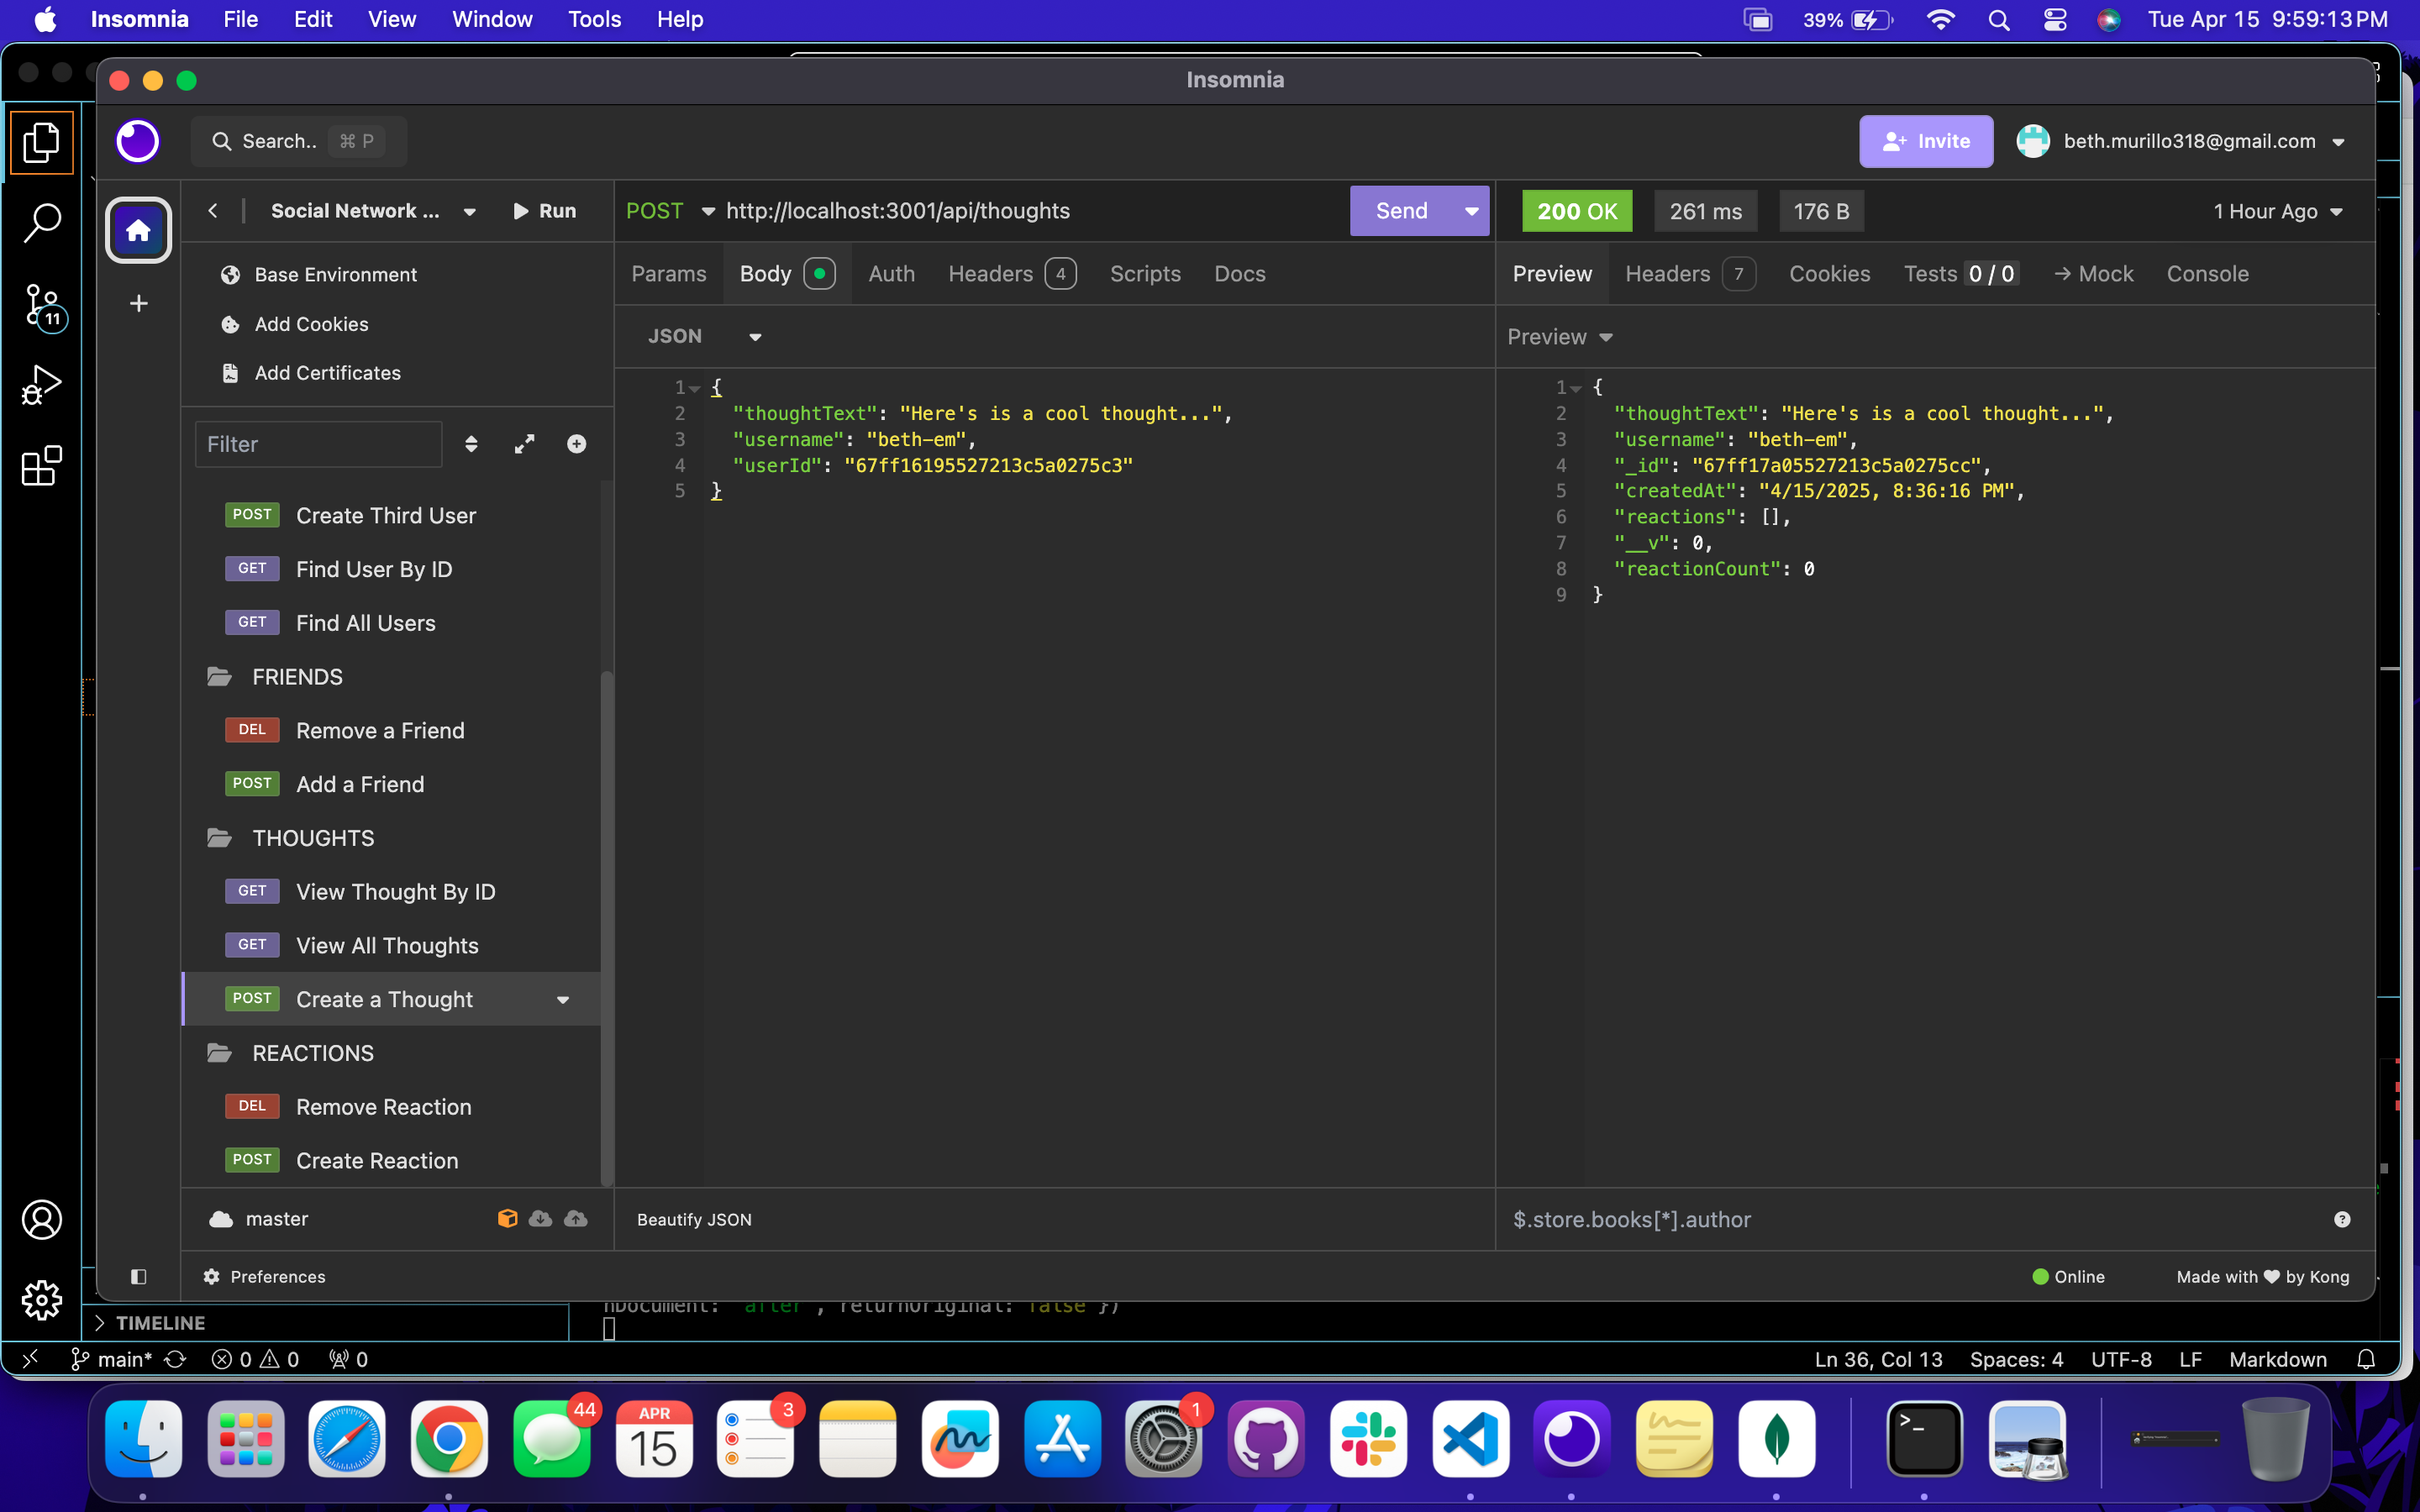 Insomnia File Edit View Window Tools Help 39% Tue Apr 15 9:59:13 PM
Insomnia
Search.. ⌘ P Invite beth.murillo318@gmail.com
Social Network ... Run POST http://localhost:3001/api/thoughts Send 200 OK 261 ms 176 B 1 Hour Ago
Base Environment Params Body Auth Headers 4 Scripts Docs Preview Headers 7 Cookies Tests 0 / 0 → Mock Console
Add Cookies JSON Preview
Add Certificates
Filter
1 {
2 "thoughtText": "Here's is a cool thought...",
3 "username": "beth-em",
4 "userId": "67ff16195527213c5a0275c3"
5 }
1 {
2 "thoughtText": "Here's is a cool thought...",
3 "username": "beth-em",
4 "_id": "67ff17a05527213c5a0275cc",
5 "createdAt": "4/15/2025, 8:36:16 PM",
6 "reactions": [],
7 "__v": 0,
8 "reactionCount": 0
9 }
POST Create Third User
GET Find User By ID
GET Find All Users
FRIENDS
DEL Remove a Friend
POST Add a Friend
THOUGHTS
GET View Thought By ID
GET View All Thoughts
POST Create a Thought
REACTIONS
DEL Remove Reaction
POST Create Reaction
11
master Beautify JSON $.store.books[*].author
Preferences Online Made with ♥ by Kong
nDocument: 'after', returnOriginal: false })
TIMELINE
main* 0 0 0 Ln 36, Col 13 Spaces: 4 UTF-8 LF Markdown
44 APR 15 3 1